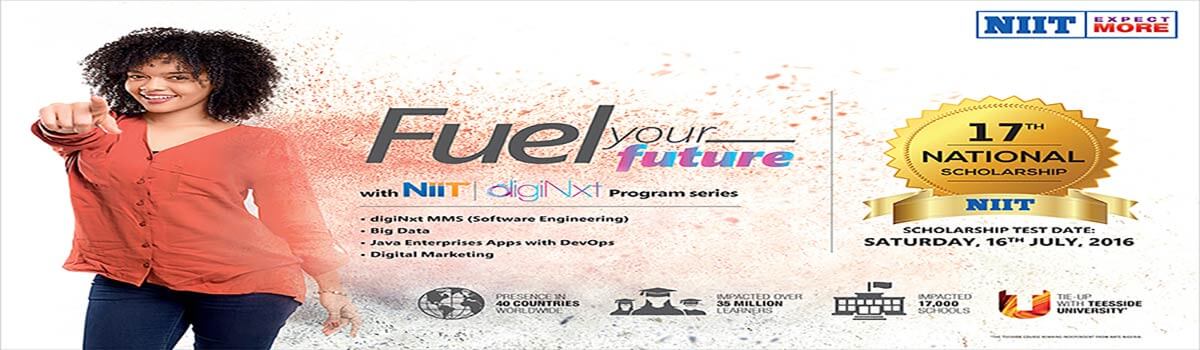 NIIT EXPECT MORE
Fuel your future
with NIIT | digiNxt Program series
• digiNxt MMS (Software Engineering)
• Big Data
• Java Enterprises Apps with DevOps
• Digital Marketing
17TH
NATIONAL
SCHOLARSHIP
NIIT
SCHOLARSHIP TEST DATE:
SATURDAY, 16TH JULY, 2016
PRESENCE IN
40 COUNTRIES
WORLDWIDE
IMPACTED OVER
35 MILLION
LEARNERS
IMPACTED
17,000
SCHOOLS
TIE-UP
WITH TEESSIDE
UNIVERSITY*